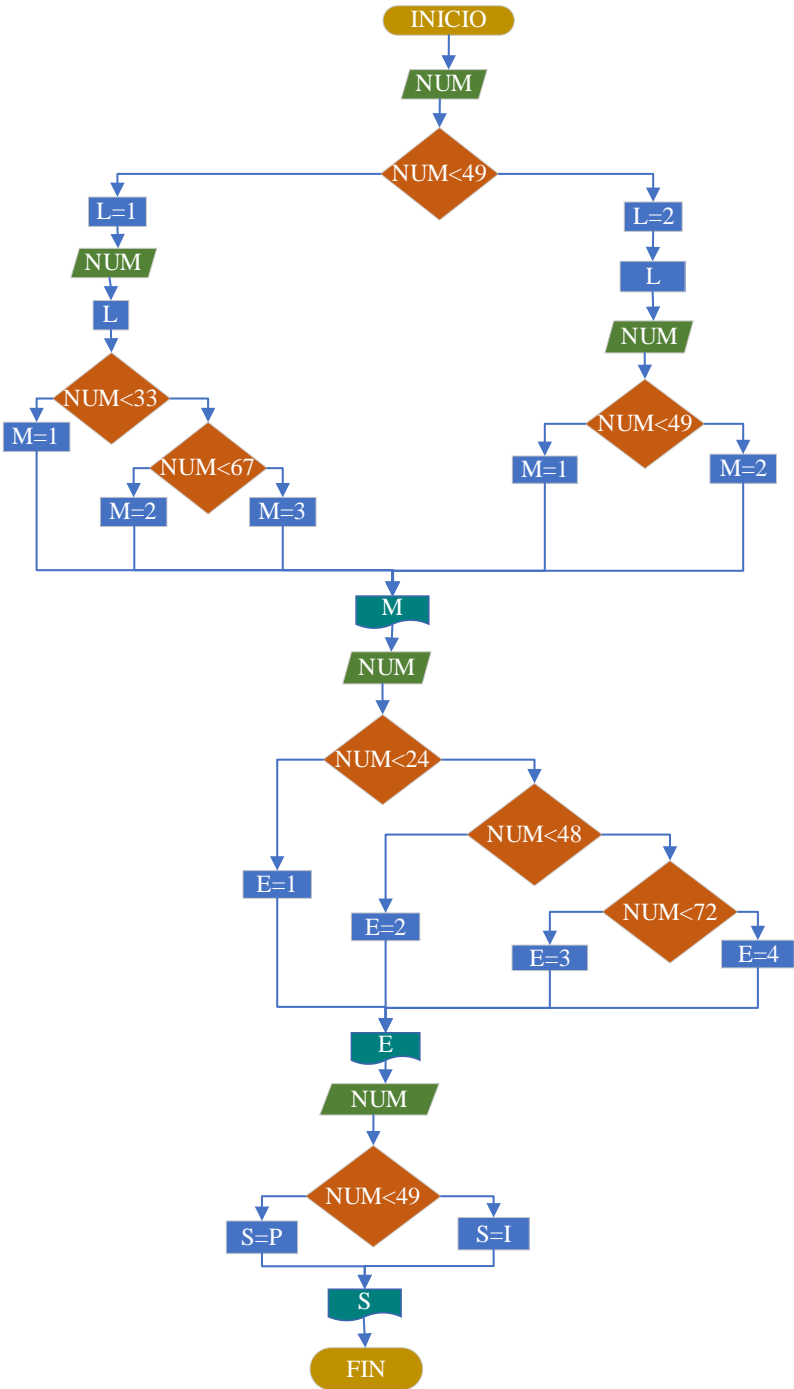 INICIO
NUM
NUM<49
L=1
L=2
NUM
L
L
NUM
NUM<33
NUM<49
M=1
NUM<67
M=1
M=2
M=2
M=3
M
NUM
NUM<24
NUM<48
E=1
NUM<72
E=2
E=3
E=4
E
NUM
NUM<49
S=P
S=I
S
FIN